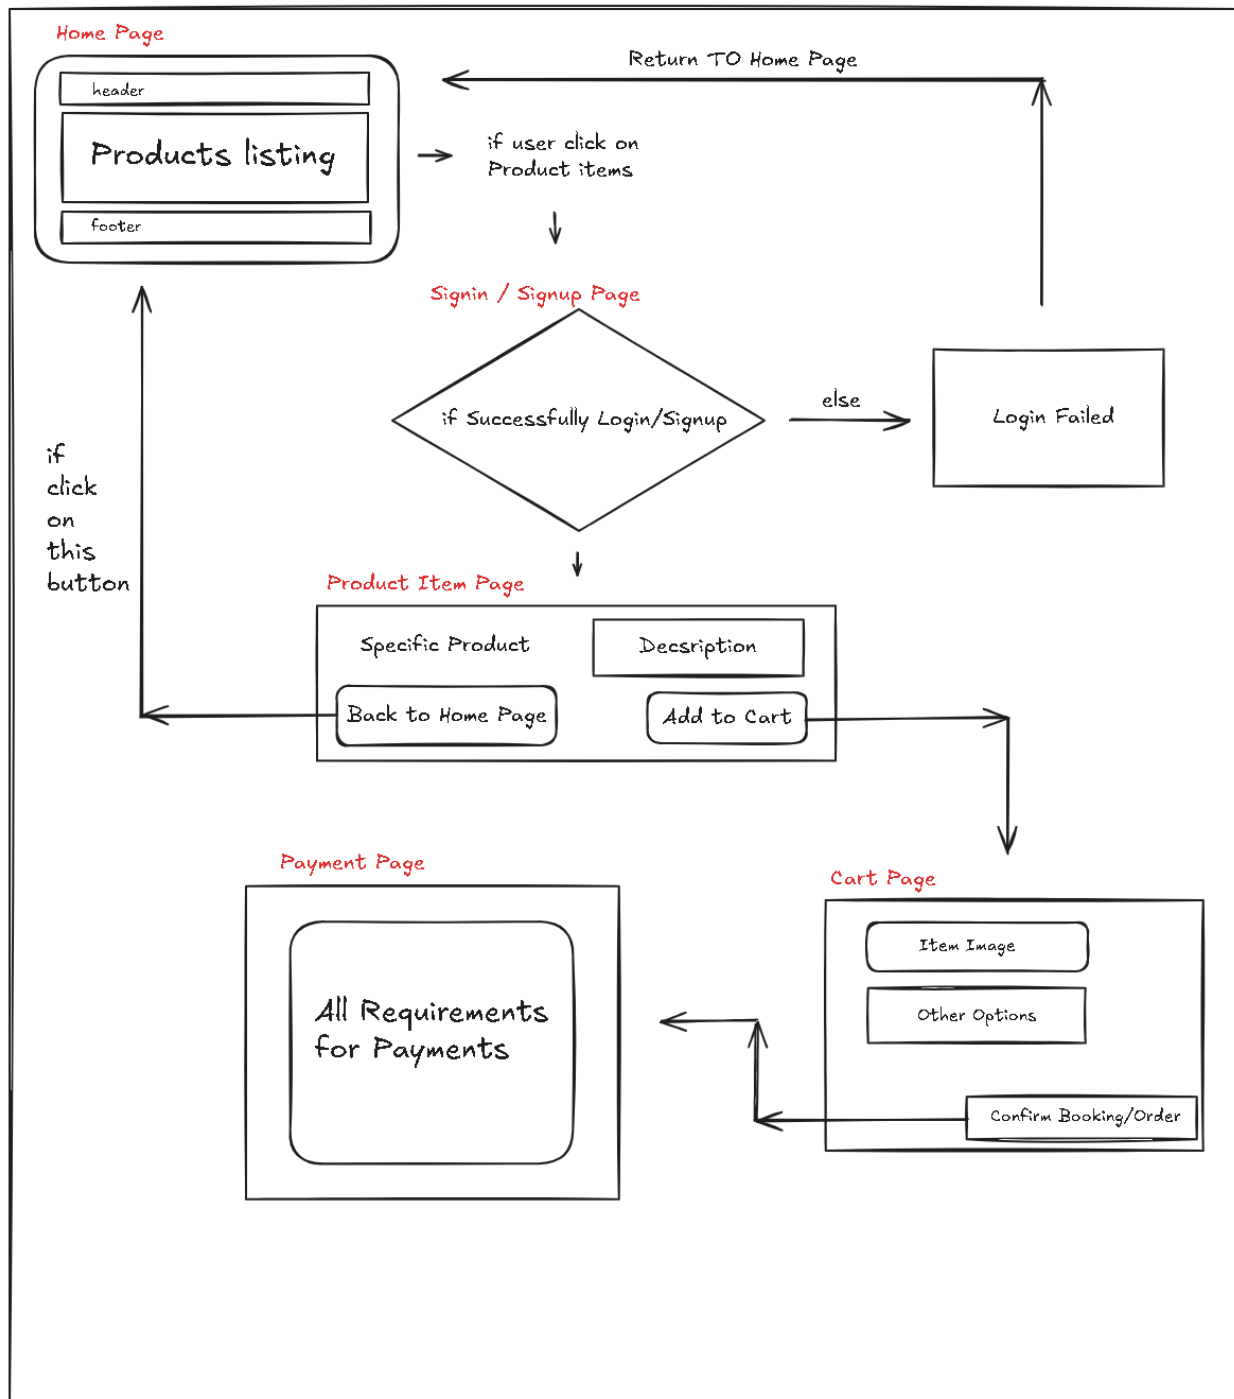 Home Page
header
Products listing
footer
Return TO Home Page
if user click on
Product items
Signin / Signup Page
if Successfully Login/Signup
else
Login Failed
if
click
on
this
button
Product Item Page
Specific Product
Decsription
Back to Home Page
Add to Cart
Payment Page
All Requirements
for Payments
Cart Page
Item Image
Other Options
Confirm Booking/Order